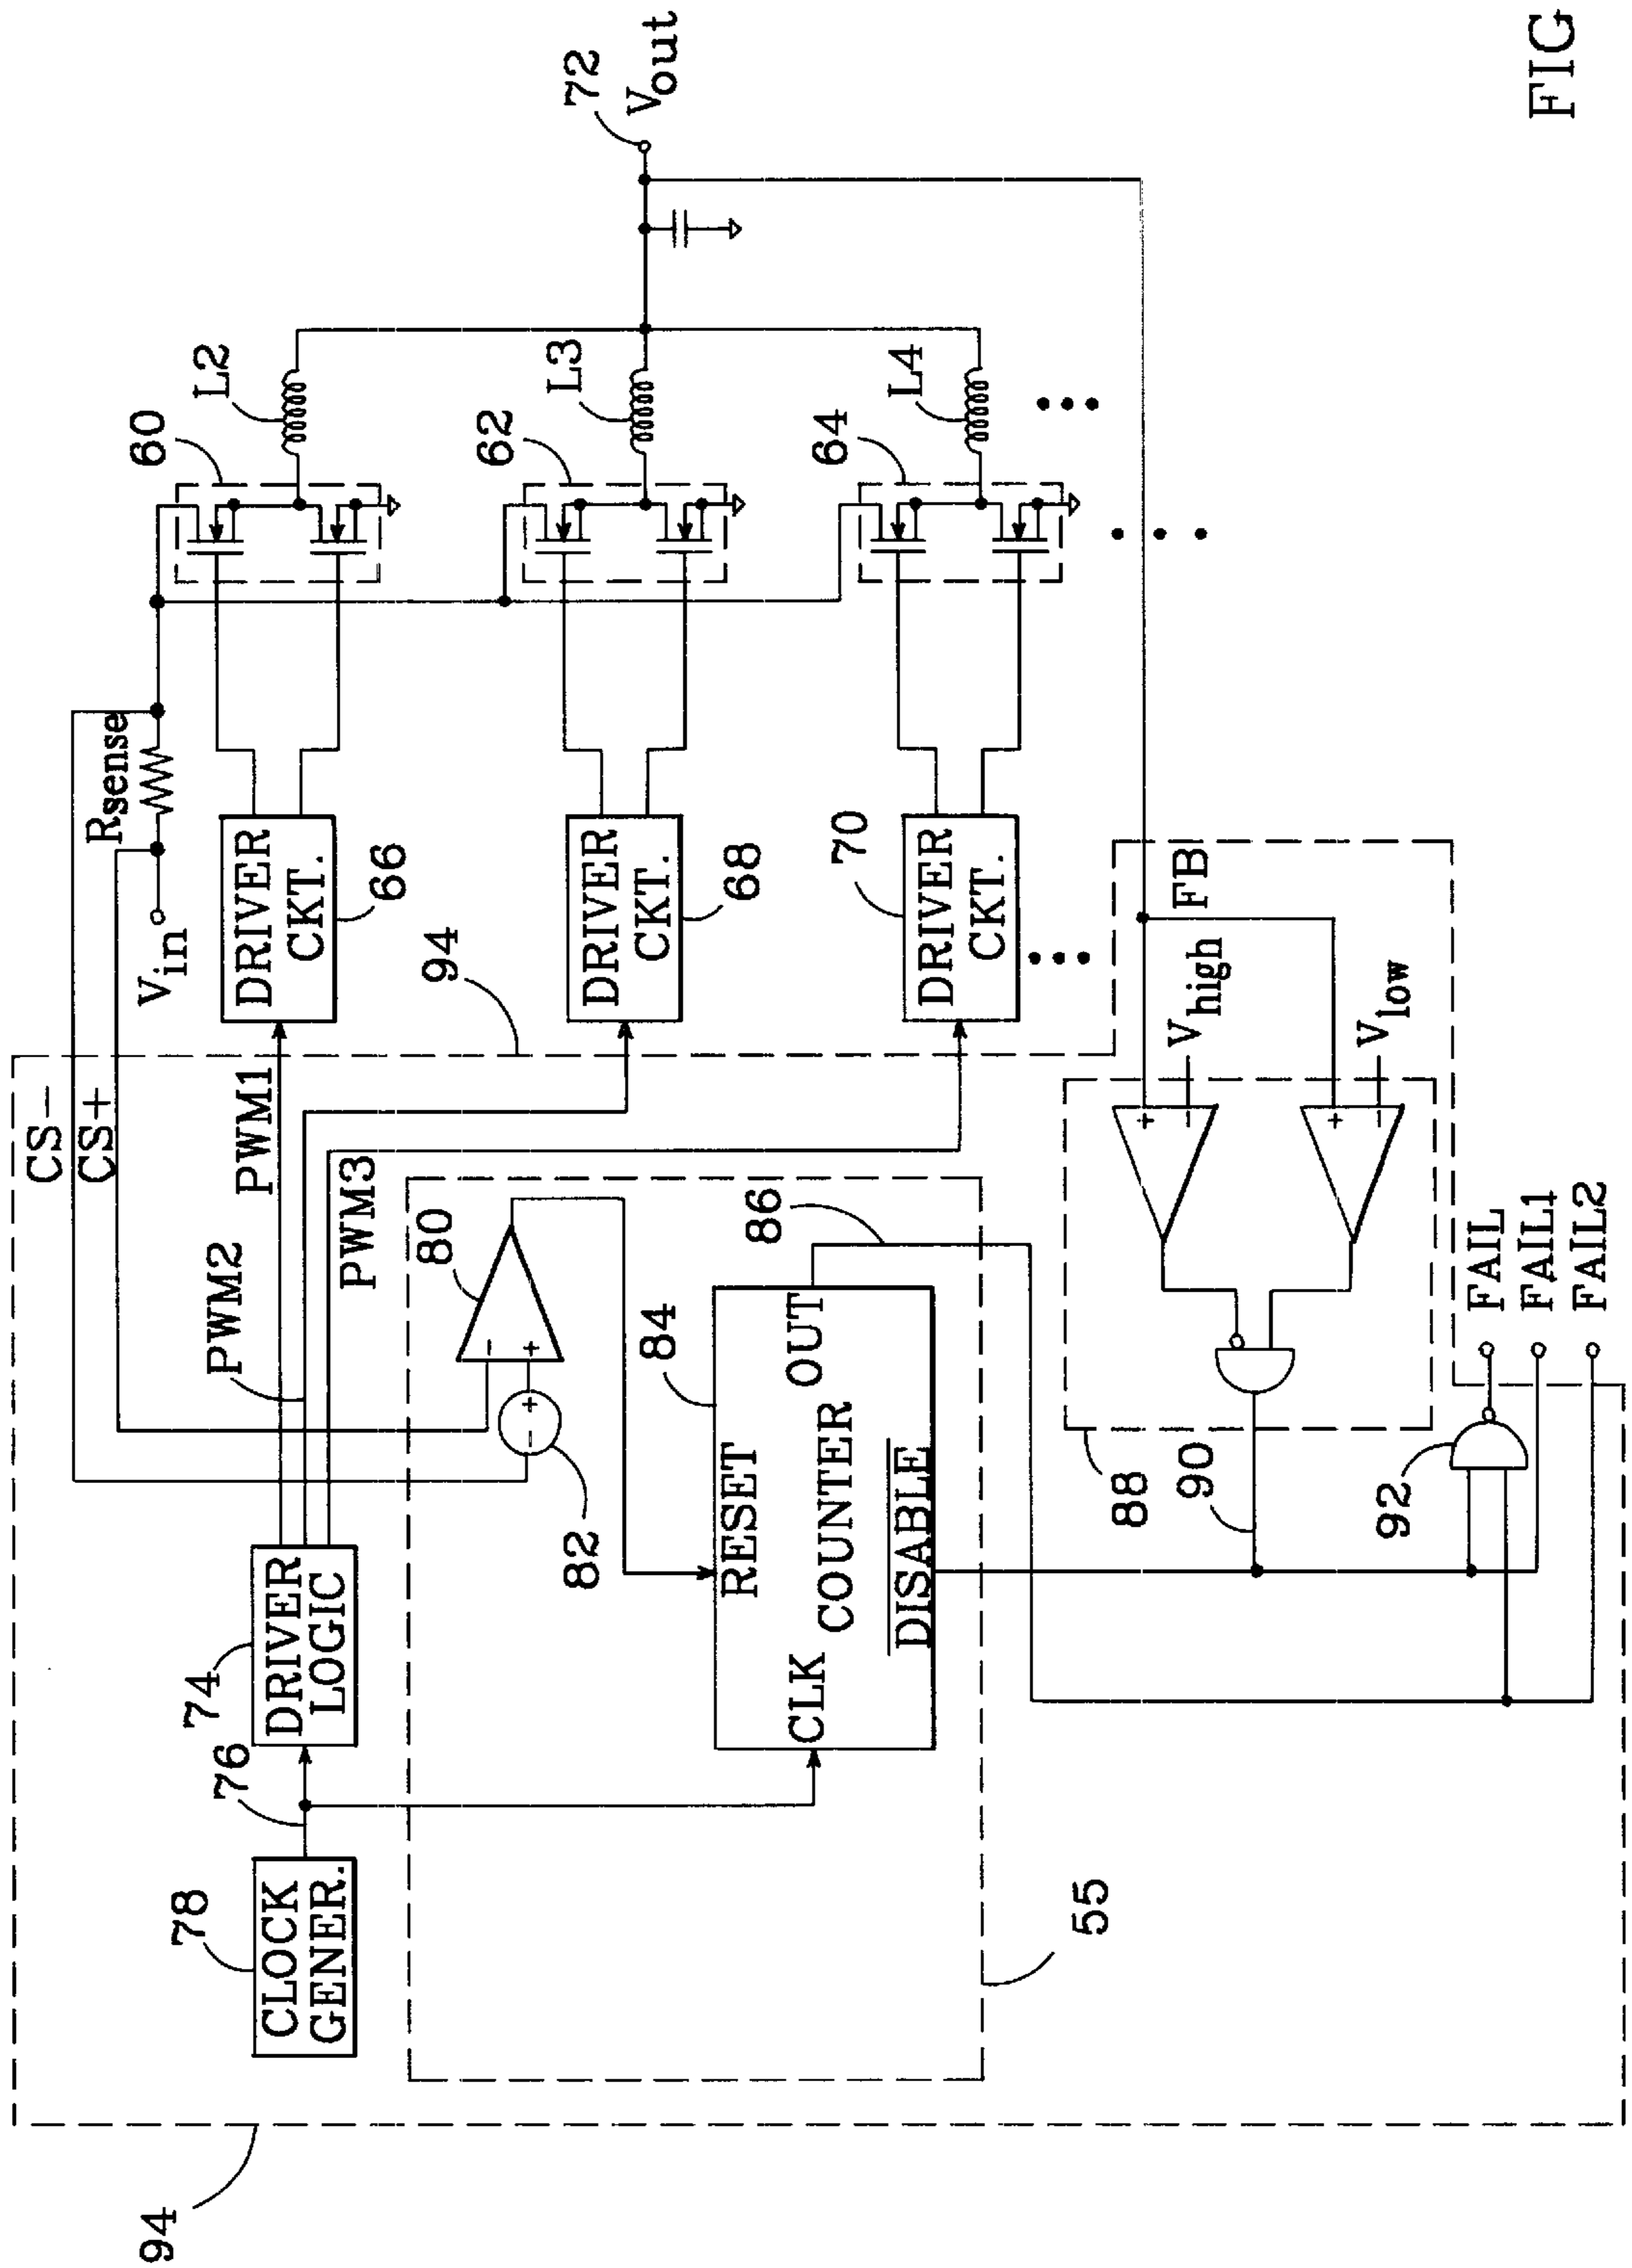 72
Vout
FIG
L2
L3
L4
60
62
64
Rsense
Vin
DRIVER
CKT.
66
DRIVER
CKT.
68
DRIVER
CKT.
70
94
FB
Vhigh
Vlow
+
−
+
−
CS−
CS+
PWM1
PWM2
PWM3
80
−
+
− +
82
86
84
RESET
OUT
COUNTER
CLK
DISABLE
88
90
92
FAIL
FAIL1
FAIL2
74
DRIVER
LOGIC
76
78
CLOCK
GENER.
55
94